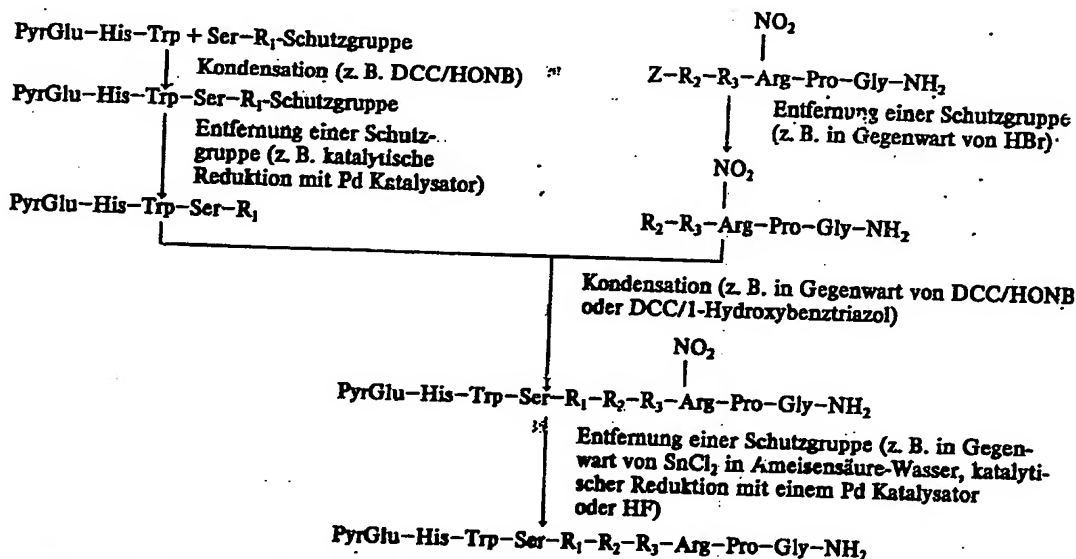 PyrGlu–His–Trp + Ser–R₁-Schutzgruppe
Kondensation (z. B. DCC/HONB)
PyrGlu–His–Trp–Ser–R₁-Schutzgruppe
Entfernung einer Schutz-
gruppe (z. B. katalytische
Reduktion mit Pd Katalysator)
PyrGlu–His–Trp–Ser–R₁
NO₂
Z–R₂–R₃–Arg–Pro–Gly–NH₂
Entfernung einer Schutzgruppe
(z. B. in Gegenwart von HBr)
NO₂
R₂–R₃–Arg–Pro–Gly–NH₂
Kondensation (z. B. in Gegenwart von DCC/HONB
oder DCC/1-Hydroxybenztriazol)
NO₂
PyrGlu–His–Trp–Ser–R₁–R₂–R₃–Arg–Pro–Gly–NH₂
Entfernung einer Schutzgruppe (z. B. in Gegen-
wart von SnCl₂ in Ameisensäure-Wasser, katalyti-
scher Reduktion mit einem Pd Katalysator
oder HF)
PyrGlu–His–Trp–Ser–R₁–R₂–R₃–Arg–Pro–Gly–NH₂